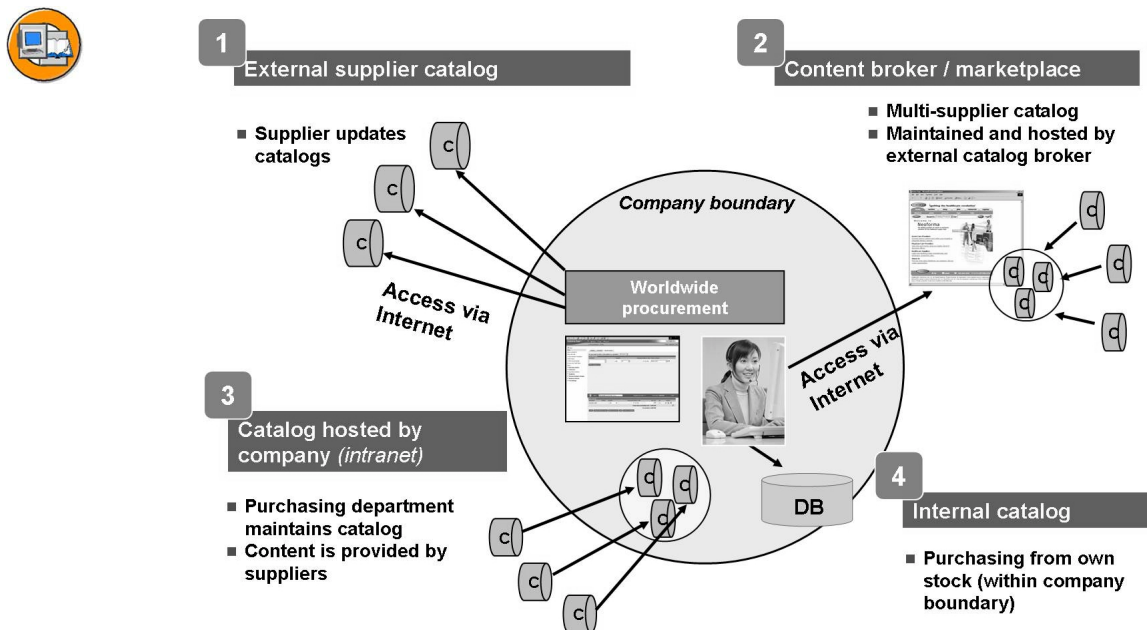 1
External supplier catalog
■ Supplier updates
catalogs
C
C
C
Access via
Internet
2
Content broker / marketplace
■ Multi-supplier catalog
■ Maintained and hosted by
external catalog broker
Neoforma
C
C
C
C
C
C
Company boundary
Worldwide
procurement
Access via
Internet
3
Catalog hosted by
company (intranet)
■ Purchasing department
maintains catalog
■ Content is provided by
suppliers
C
C
C
C
C
C
DB
4
Internal catalog
■ Purchasing from own
stock (within company
boundary)